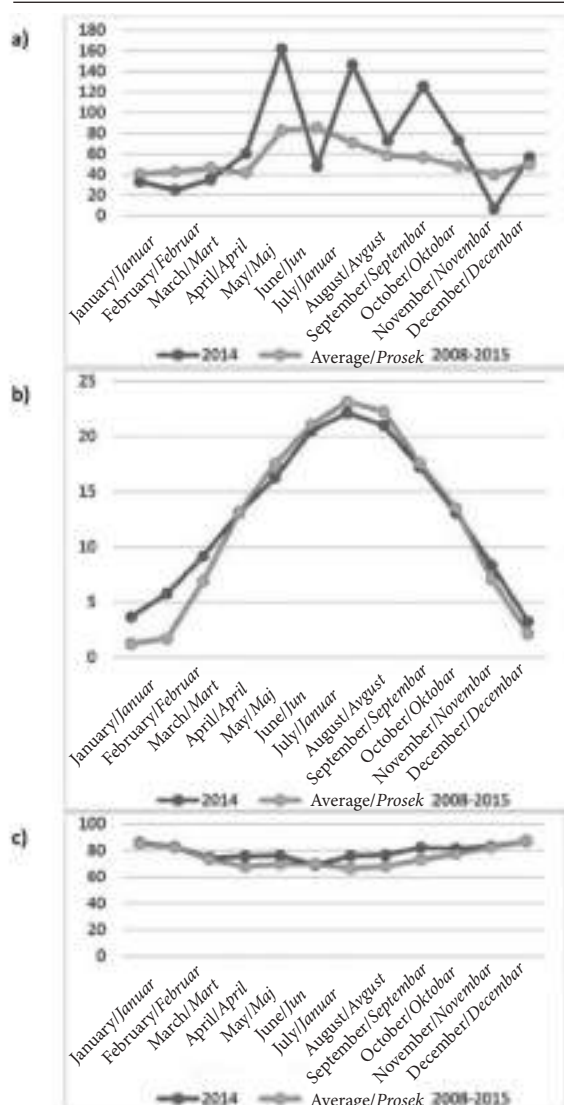 a)
180
160
140
120
100
80
60
40
20
0
January/Januar
February/Februar
March/Mart
April/April
May/Maj
June/Jun
July/Januar
August/Avgust
September/Septembar
October/Oktobar
November/Novembar
December/Decembar
2014 Average/Prosek 2008-2015
b)
25
20
15
10
5
0
January/Januar
February/Februar
March/Mart
April/April
May/Maj
June/Jun
July/Januar
August/Avgust
September/Septembar
October/Oktobar
November/Novembar
December/Decembar
2014 Average/Prosek 2008-2015
c)
100
80
60
40
20
0
January/Januar
February/Februar
March/Mart
April/April
May/Maj
June/Jun
July/Januar
August/Avgust
September/Septembar
October/Oktobar
November/Novembar
December/Decembar
2014 Average/Prosek 2008-2015